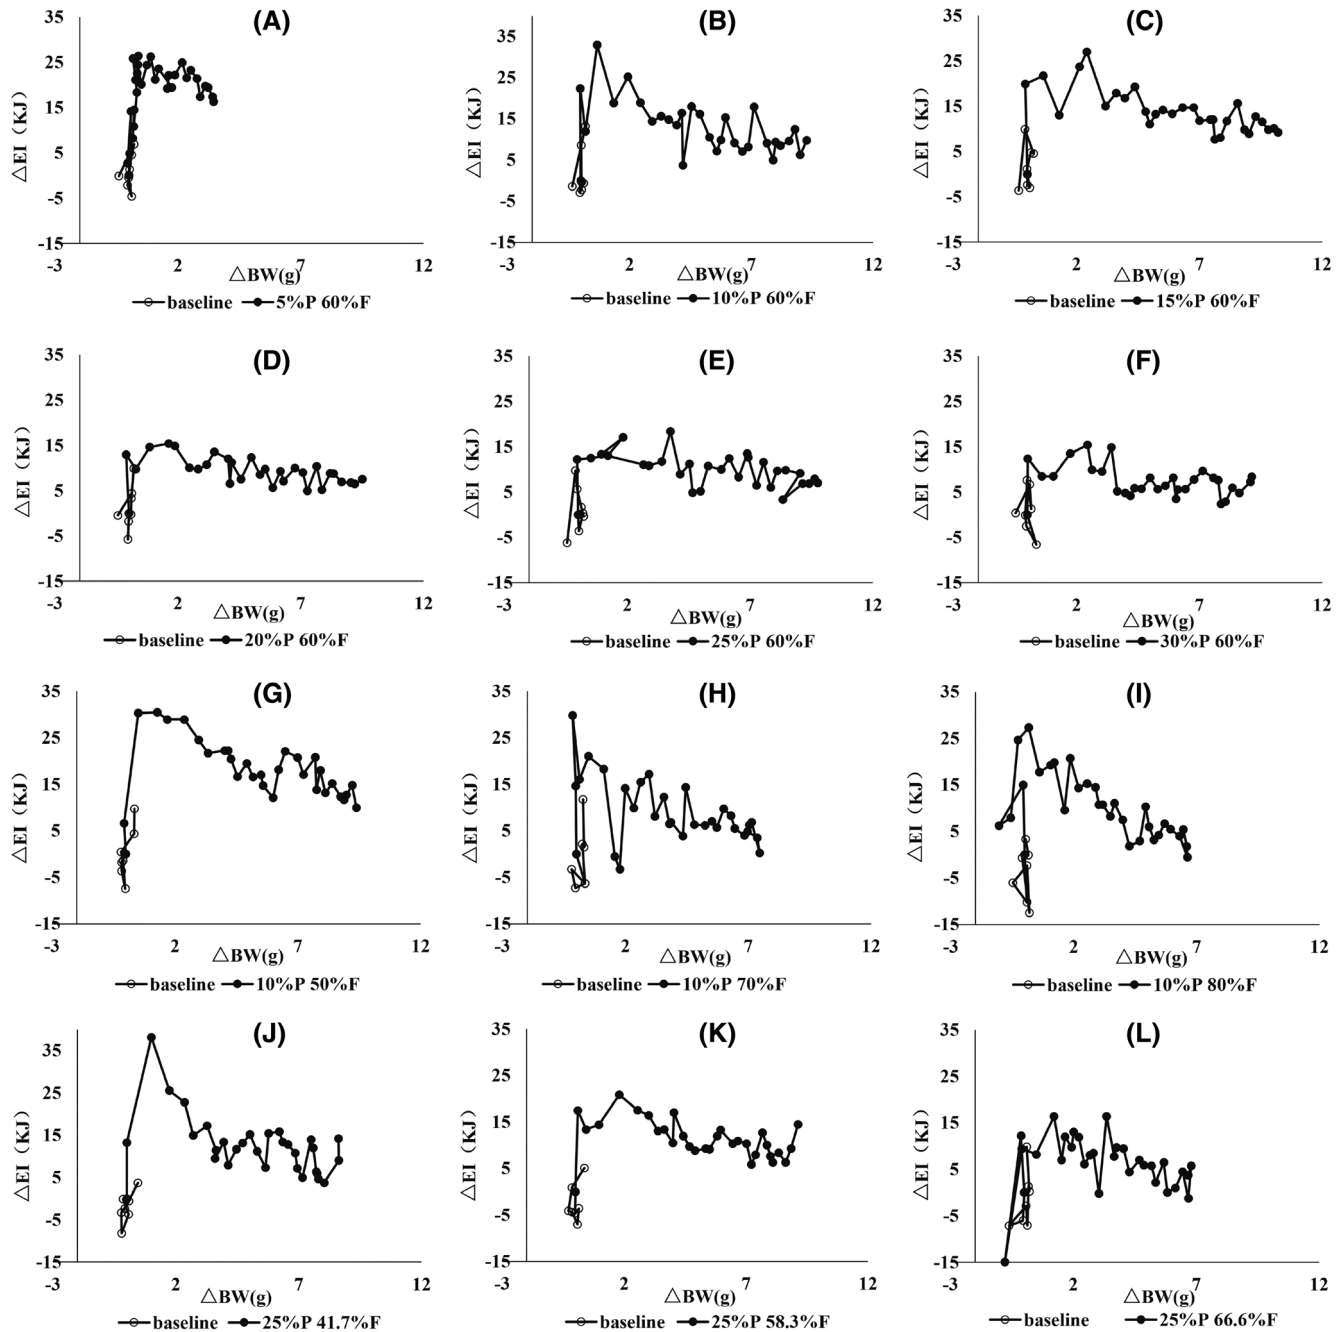 (A)
35
25
15
5
-5
-15
△EI（KJ）
-3
2
7
12
△BW(g)
baseline
5%P 60%F
(B)
35
25
15
5
-5
-15
△EI（KJ）
-3
2
7
12
△BW(g)
baseline
10%P 60%F
(C)
35
25
15
5
-5
-15
△EI（KJ）
-3
2
7
12
△BW(g)
baseline
15%P 60%F
(D)
35
25
15
5
-5
-15
△EI（KJ）
-3
2
7
12
△BW(g)
baseline
20%P 60%F
(E)
35
25
15
5
-5
-15
△EI（KJ）
-3
2
7
12
△BW(g)
baseline
25%P 60%F
(F)
35
25
15
5
-5
-15
△EI（KJ）
-3
2
7
12
△BW(g)
baseline
30%P 60%F
(G)
35
25
15
5
-5
-15
△EI（KJ）
-3
2
7
12
△BW(g)
baseline
10%P 50%F
(H)
35
25
15
5
-5
-15
△EI（KJ）
-3
2
7
12
△BW(g)
baseline
10%P 70%F
(I)
35
25
15
5
-5
-15
△EI（KJ）
-3
2
7
12
△BW(g)
baseline
10%P 80%F
(J)
35
25
15
5
-5
-15
△EI（KJ）
-3
2
7
12
△BW(g)
baseline
25%P 41.7%F
(K)
35
25
15
5
-5
-15
△EI（KJ）
-3
2
7
12
△BW(g)
baseline
25%P 58.3%F
(L)
35
25
15
5
-5
-15
△EI（KJ）
-3
2
7
12
△BW(g)
baseline
25%P 66.6%F